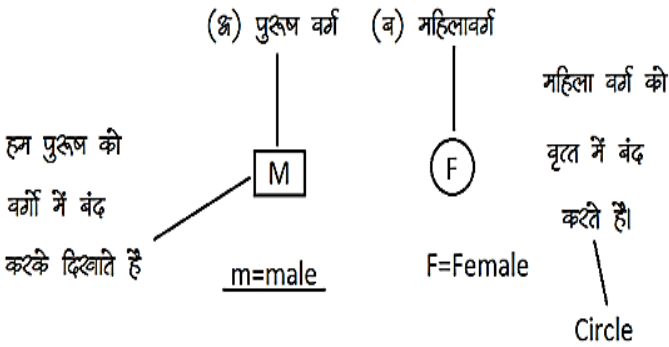 (अ) पुरूष वर्ग (ब) महिलावर्ग
हम पुरूष को
वर्गो में बंद
करके दिखाते है
M
m=male
F
F=Female
महिला वर्ग को
वृत्त में बंद
करते है।
Circle